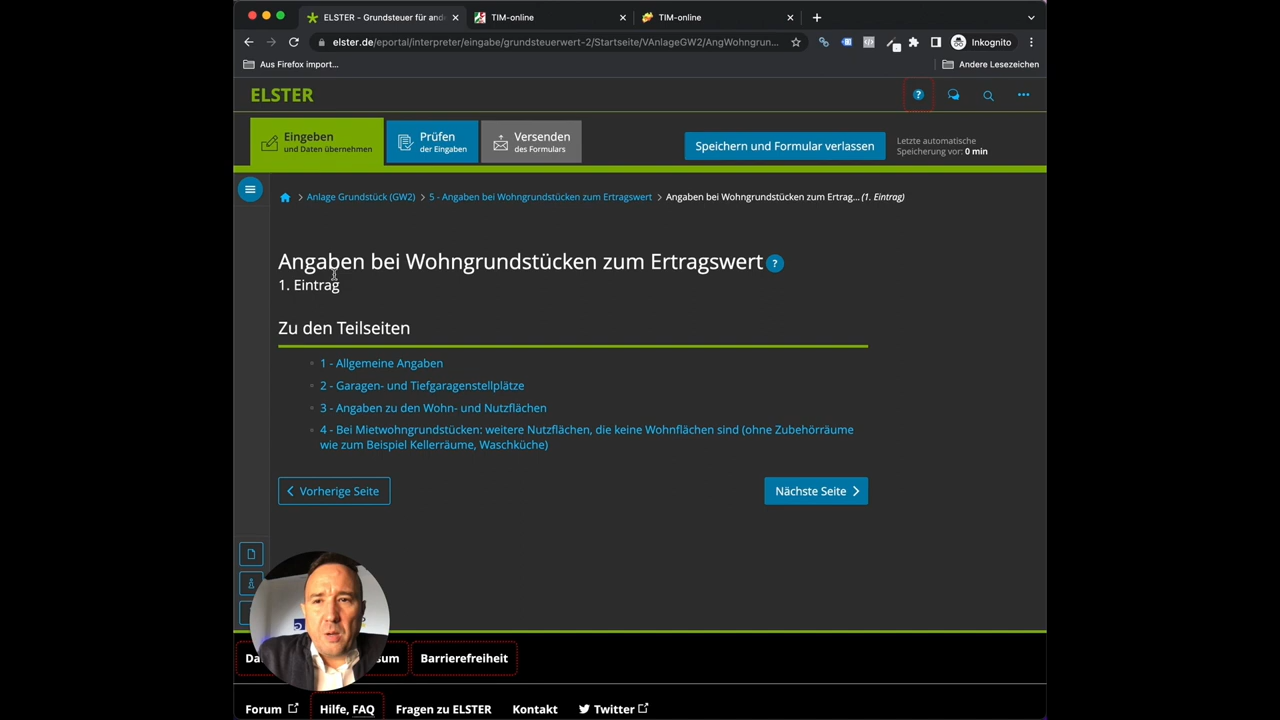 ELSTER - Grundsteuer für and
TIM-online
TIM-online
elster.de/eportal/interpreter/eingabe/grundsteuerwert-2/Startseite/VAnlageGW2/AngWohngrun...
Inkognito
Aus Firefox import...
Andere Lesezeichen
ELSTER
Eingeben
und Daten übernehmen
Prüfen
der Eingaben
Versenden
des Formulars
Speichern und Formular verlassen
Letzte automatische
Speicherung vor: 0 min
Anlage Grundstück (GW2) > 5 - Angaben bei Wohngrundstücken zum Ertragswert > Angaben bei Wohngrundstücken zum Ertrag... (1. Eintrag)
Angaben bei Wohngrundstücken zum Ertragswert ?
1. Eintrag
Zu den Teilseiten
1 - Allgemeine Angaben
2 - Garagen- und Tiefgaragenstellplätze
3 - Angaben zu den Wohn- und Nutzflächen
4 - Bei Mietwohngrundstücken: weitere Nutzflächen, die keine Wohnflächen sind (ohne Zubehörräume
wie zum Beispiel Kellerräume, Waschküche)
Vorherige Seite
Nächste Seite
Barrierefreiheit
Forum
Hilfe, FAQ
Fragen zu ELSTER
Kontakt
Twitter